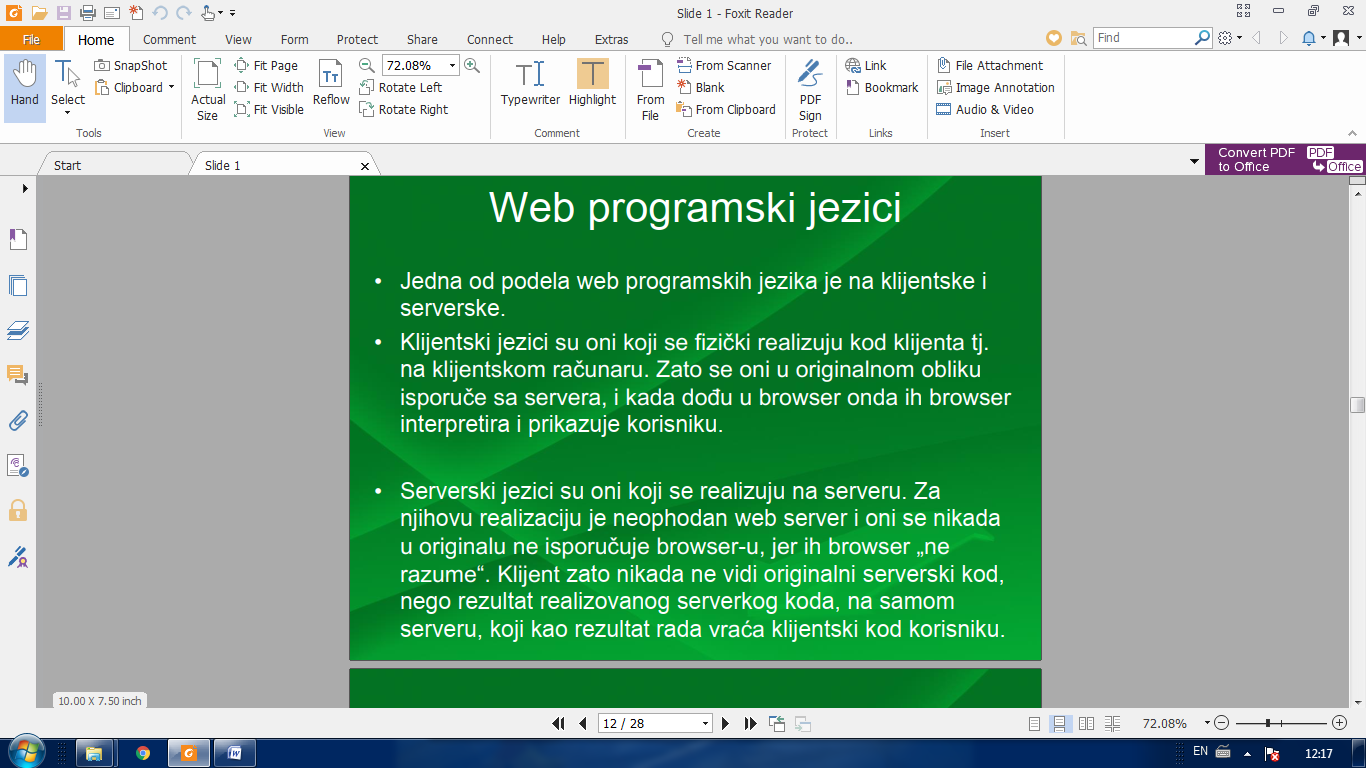 Slide 1 - Foxit Reader
File Home Comment View Form Protect Share Connect Help Extras Tell me what you want to do.. Find
Hand
Select
SnapShot
Clipboard
Tools
Actual Size
Fit Page
Fit Width
Fit Visible
Reflow
72.08%
Rotate Left
Rotate Right
View
Typewriter
Highlight
Comment
From File
From Scanner
Blank
From Clipboard
Create
PDF Sign
Protect
Link
Bookmark
Links
File Attachment
Image Annotation
Audio & Video
Insert
Start
Slide 1
Convert PDF to Office
PDF
Office
Web programski jezici
• Jedna od podela web programskih jezika je na klijentske i
serverske.
• Klijentski jezici su oni koji se fizički realizuju kod klijenta tj.
na klijentskom računaru. Zato se oni u originalnom obliku
isporuče sa servera, i kada dođu u browser onda ih browser
interpretira i prikazuje korisniku.
• Serverski jezici su oni koji se realizuju na serveru. Za
njihovu realizaciju je neophodan web server i oni se nikada
u originalu ne isporučuje browser-u, jer ih browser „ne
razume“. Klijent zato nikada ne vidi originalni serverski kod,
nego rezultat realizovanog serverkog koda, na samom
serveru, koji kao rezultat rada vraća klijentski kod korisniku.
10.00 X 7.50 inch
12 / 28
72.08%
EN
12:17